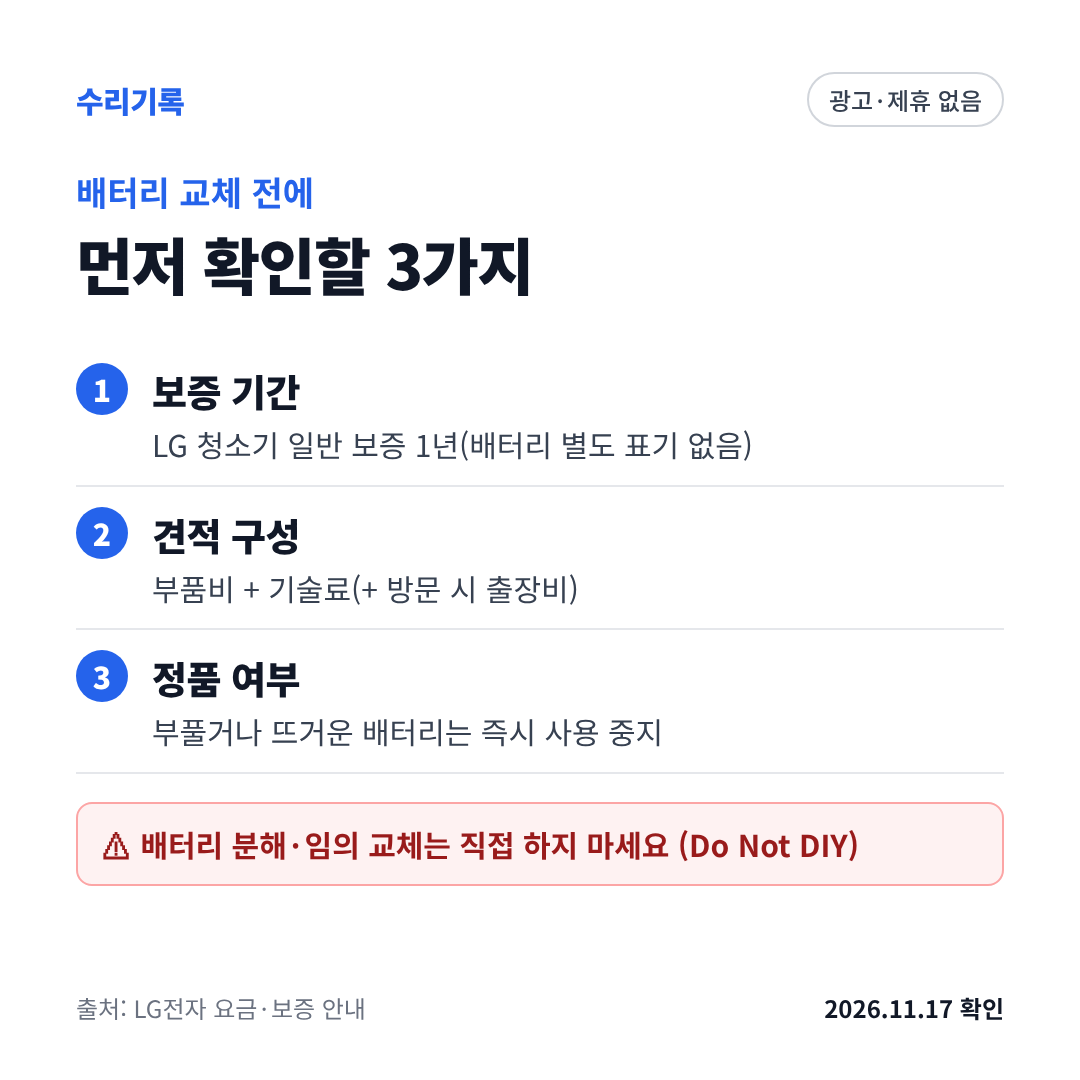 수리기록
광고·제휴 없음
배터리 교체 전에
먼저 확인할 3가지
1 보증 기간
LG 청소기 일반 보증 1년(배터리 별도 표기 없음)
2 견적 구성
부품비 + 기술료(+ 방문 시 출장비)
3 정품 여부
부풀거나 뜨거운 배터리는 즉시 사용 중지
⚠ 배터리 분해·임의 교체는 직접 하지 마세요 (Do Not DIY)
출처: LG전자 요금·보증 안내
2026.11.17 확인